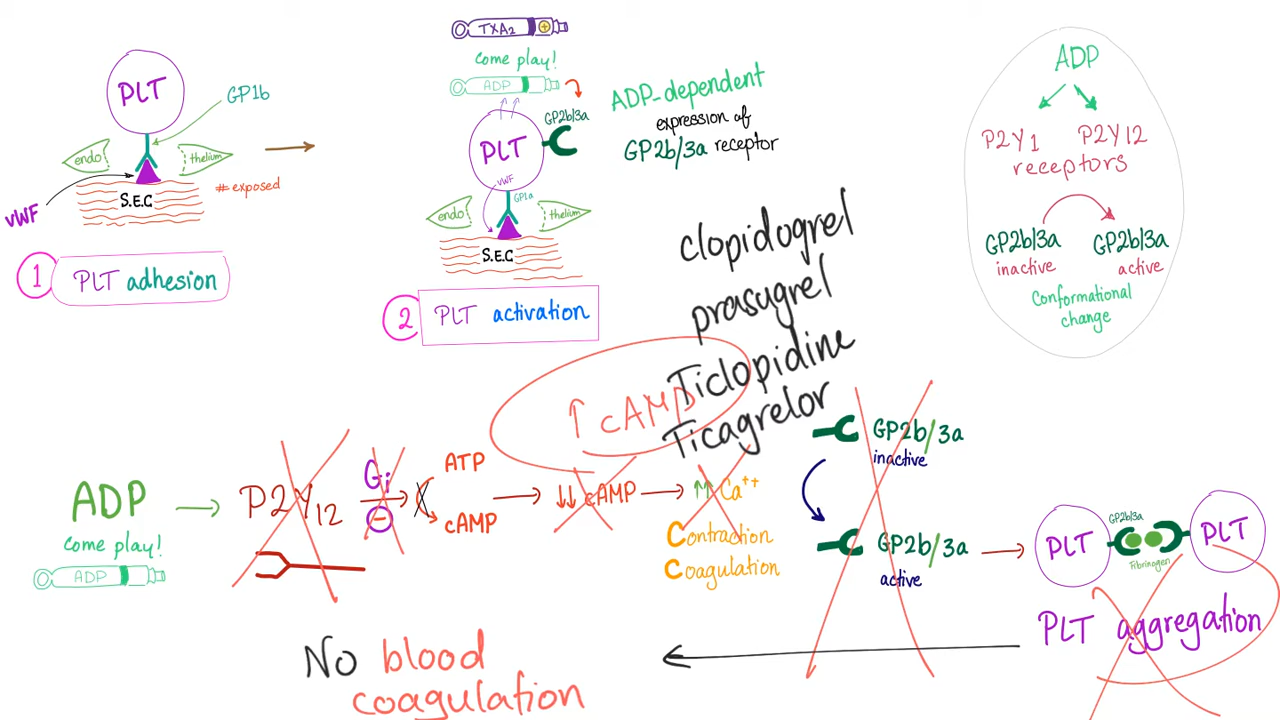 PLT
GP1b
endo
thelium
vWF
S.E.C
# exposed
1 PLT adhesion
TXA2 +
come play!
ADP
GP2b/3a
PLT
vWF
GP1a
endo
thelium
S.E.C
2 PLT activation
ADP-dependent
expression of
GP2b/3a receptor
ADP
P2Y1 P2Y12
receptors
GP2b/3a GP2b/3a
inactive active
Conformational
change
clopidogrel
prasugrel
Ticlopidine
Ticagrelor
↑ cAMP
ADP
come play!
ADP
P2Y12
Gi
-
ATP
cAMP
↓↓ cAMP
↑↑ Ca++
Contraction
Coagulation
GP2b/3a
inactive
GP2b/3a
active
PLT
GP2b/3a
Fibrinogen
PLT
PLT aggregation
No blood
coagulation